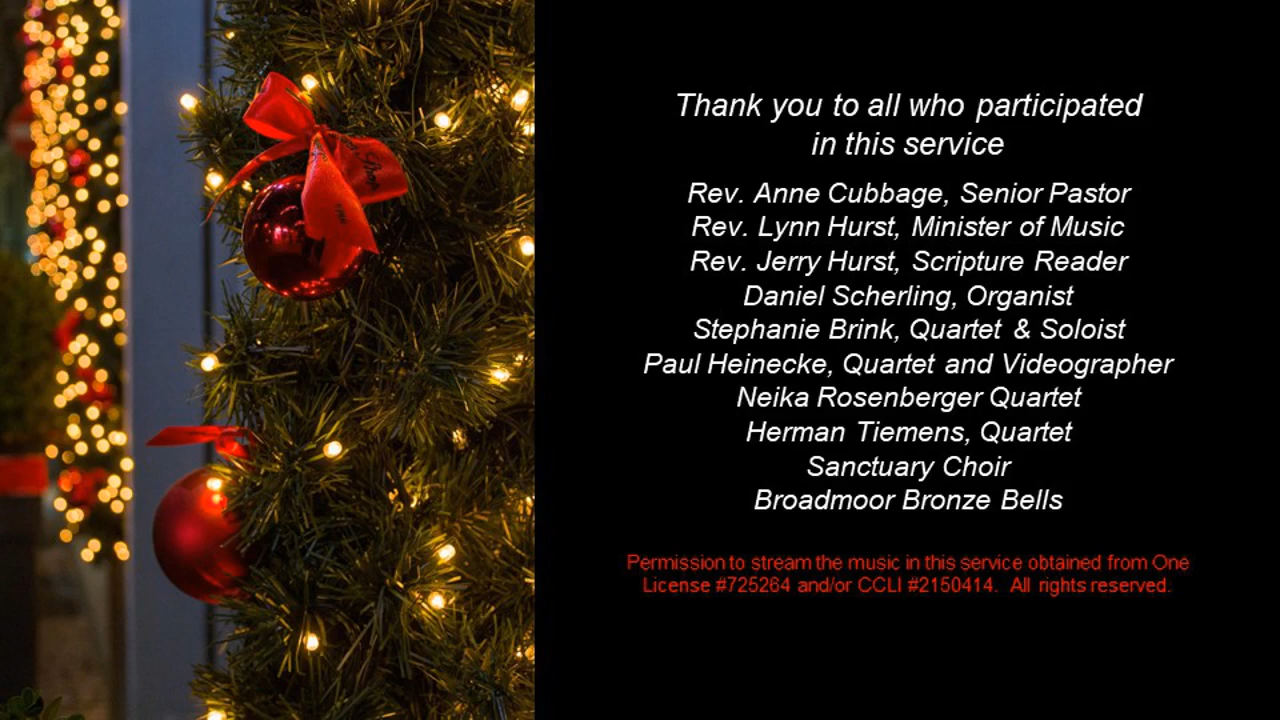 Thank you to all who participated
in this service
Rev. Anne Cubbage, Senior Pastor
Rev. Lynn Hurst, Minister of Music
Rev. Jerry Hurst, Scripture Reader
Daniel Scherling, Organist
Stephanie Brink, Quartet & Soloist
Paul Heinecke, Quartet and Videographer
Neika Rosenberger Quartet
Herman Tiemens, Quartet
Sanctuary Choir
Broadmoor Bronze Bells
Permission to stream the music in this service obtained from One
License #725264 and/or CCLI #2150414. All rights reserved.